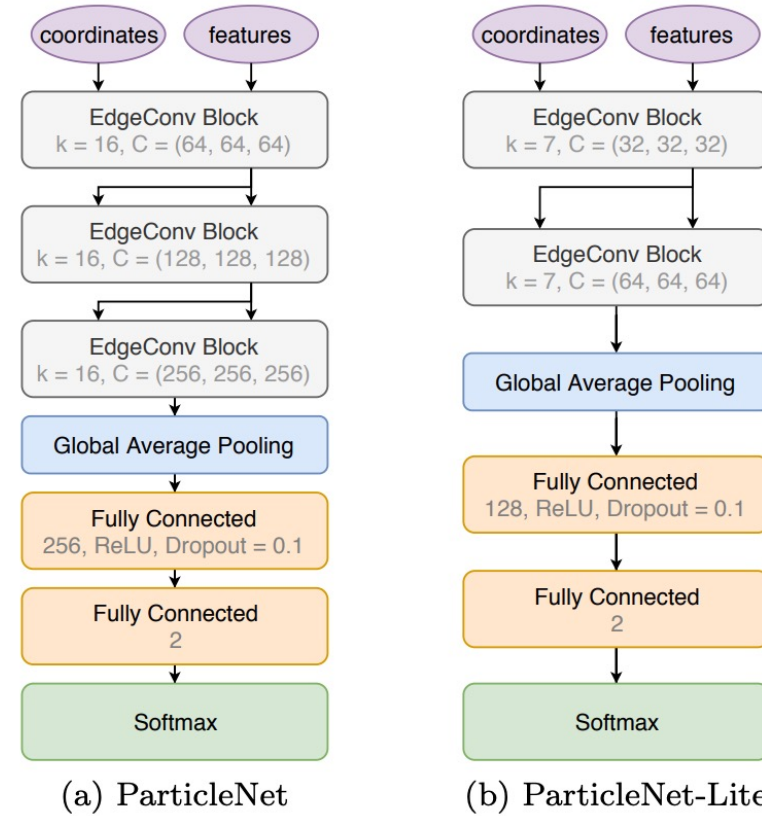 coordinates
features
EdgeConv Block
k = 16, C = (64, 64, 64)
EdgeConv Block
k = 16, C = (128, 128, 128)
EdgeConv Block
k = 16, C = (256, 256, 256)
Global Average Pooling
Fully Connected
256, ReLU, Dropout = 0.1
Fully Connected
2
Softmax
(a) ParticleNet
coordinates
features
EdgeConv Block
k = 7, C = (32, 32, 32)
EdgeConv Block
k = 7, C = (64, 64, 64)
Global Average Pooling
Fully Connected
128, ReLU, Dropout = 0.1
Fully Connected
2
Softmax
(b) ParticleNet-Lite